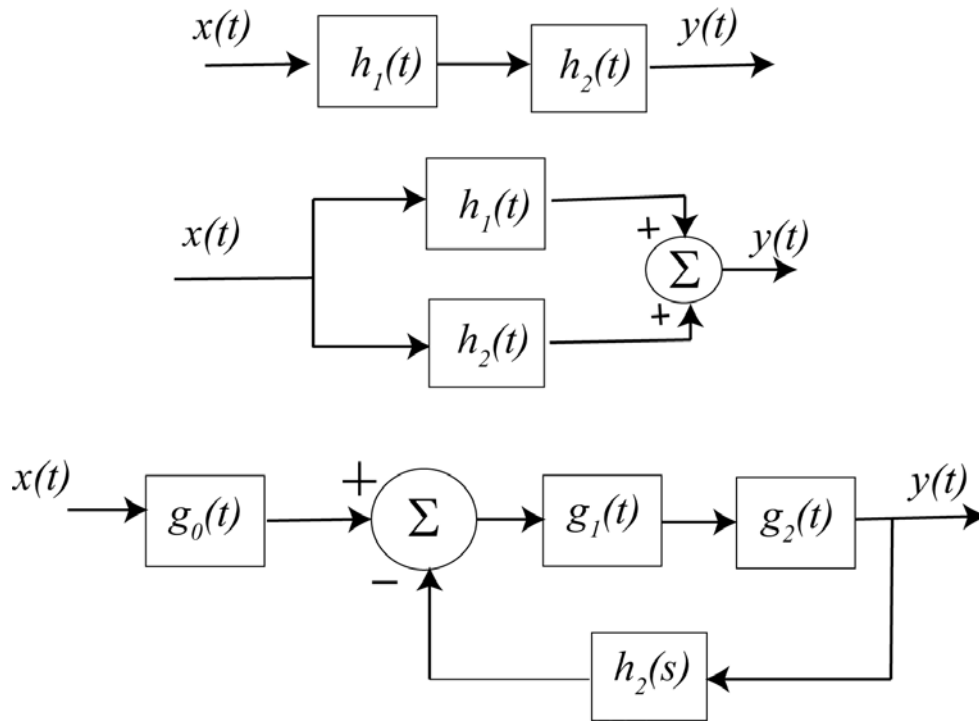 x(t) h₁(t) h₂(t) y(t)
x(t) h₁(t) + Σ y(t)
h₂(t) +
x(t) g₀(t) + Σ g₁(t) g₂(t) y(t)
−
h₂(s)